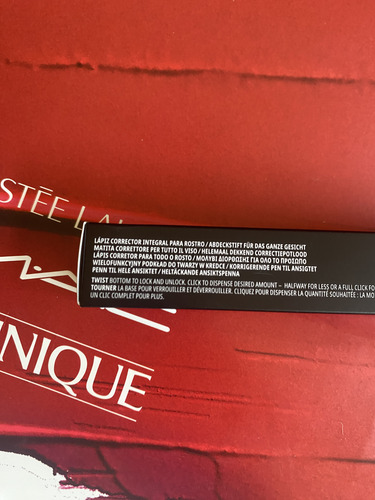 STĒE LA
MAC
NIQUE
LÁPIZ CORRECTOR INTEGRAL PARA ROSTRO / ABDECKSTIFT FÜR DAS GANZE GESICHT
MATITA CORRETTORE PER TUTTO IL VISO / HELEMAAL DEKKEND CORRECTIEPOTLOOD
LÁPIS CORRETOR PARA TODO O ROSTO / ΜΟΛΥΒΙ ΔΙΟΡΘΩΣΗΣ ΓΙΑ ΟΛΟ ΤΟ ΠΡΟΣΩΠΟ
WIELOFUNKCYJNY PODKŁAD DO TWARZY W KREDCE / KORRIGERENDE PEN TIL ANSIGTET
PENN TIL HELE ANSIKTET / HELTÄCKANDE ANSIKTSPENNA
TWIST BOTTOM TO LOCK AND UNLOCK. CLICK TO DISPENSE DESIRED AMOUNT – HALFWAY FOR LESS OR A FULL CLICK FO
TOURNER LA BASE POUR VERROUILLER ET DÉVERROUILLER. CLIQUEZ POUR DISPENSER LA QUANTITÉ SOUHAITÉE : LA MO
UN CLIC COMPLET POUR PLUS.